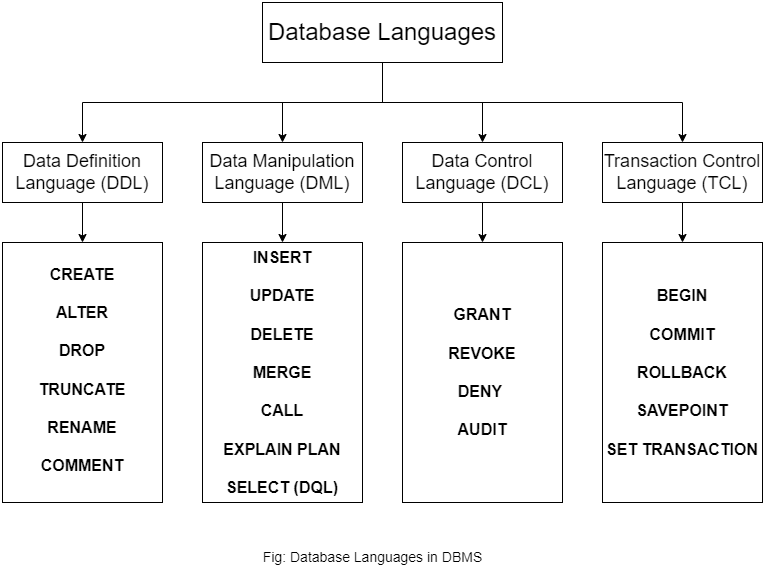 Database Languages
Data Definition
Language (DDL)
Data Manipulation
Language (DML)
Data Control
Language (DCL)
Transaction Control
Language (TCL)
CREATE
ALTER
DROP
TRUNCATE
RENAME
COMMENT
INSERT
UPDATE
DELETE
MERGE
CALL
EXPLAIN PLAN
SELECT (DQL)
GRANT
REVOKE
DENY
AUDIT
BEGIN
COMMIT
ROLLBACK
SAVEPOINT
SET TRANSACTION
Fig: Database Languages in DBMS